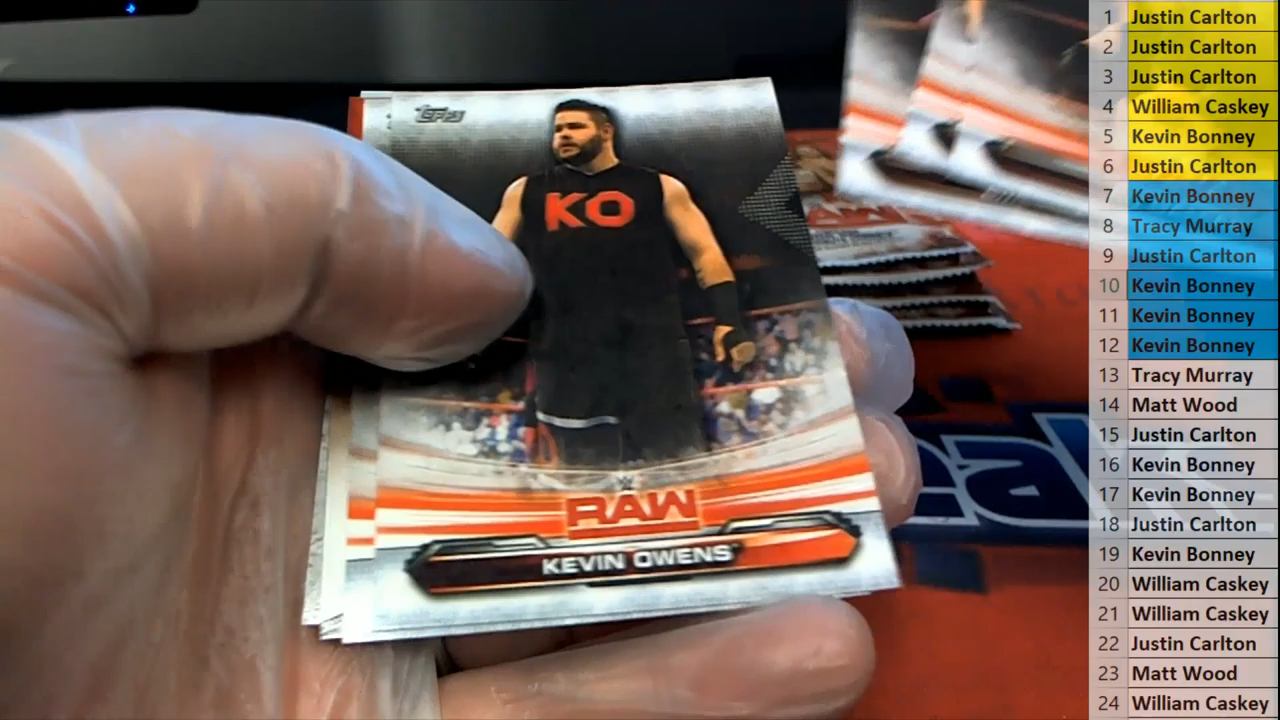 Topps
KO
RAW
KEVIN OWENS
1 Justin Carlton
2 Justin Carlton
3 Justin Carlton
4 William Caskey
5 Kevin Bonney
6 Justin Carlton
7 Kevin Bonney
8 Tracy Murray
9 Justin Carlton
10 Kevin Bonney
11 Kevin Bonney
12 Kevin Bonney
13 Tracy Murray
14 Matt Wood
15 Justin Carlton
16 Kevin Bonney
17 Kevin Bonney
18 Justin Carlton
19 Kevin Bonney
20 William Caskey
21 William Caskey
22 Justin Carlton
23 Matt Wood
24 William Caskey